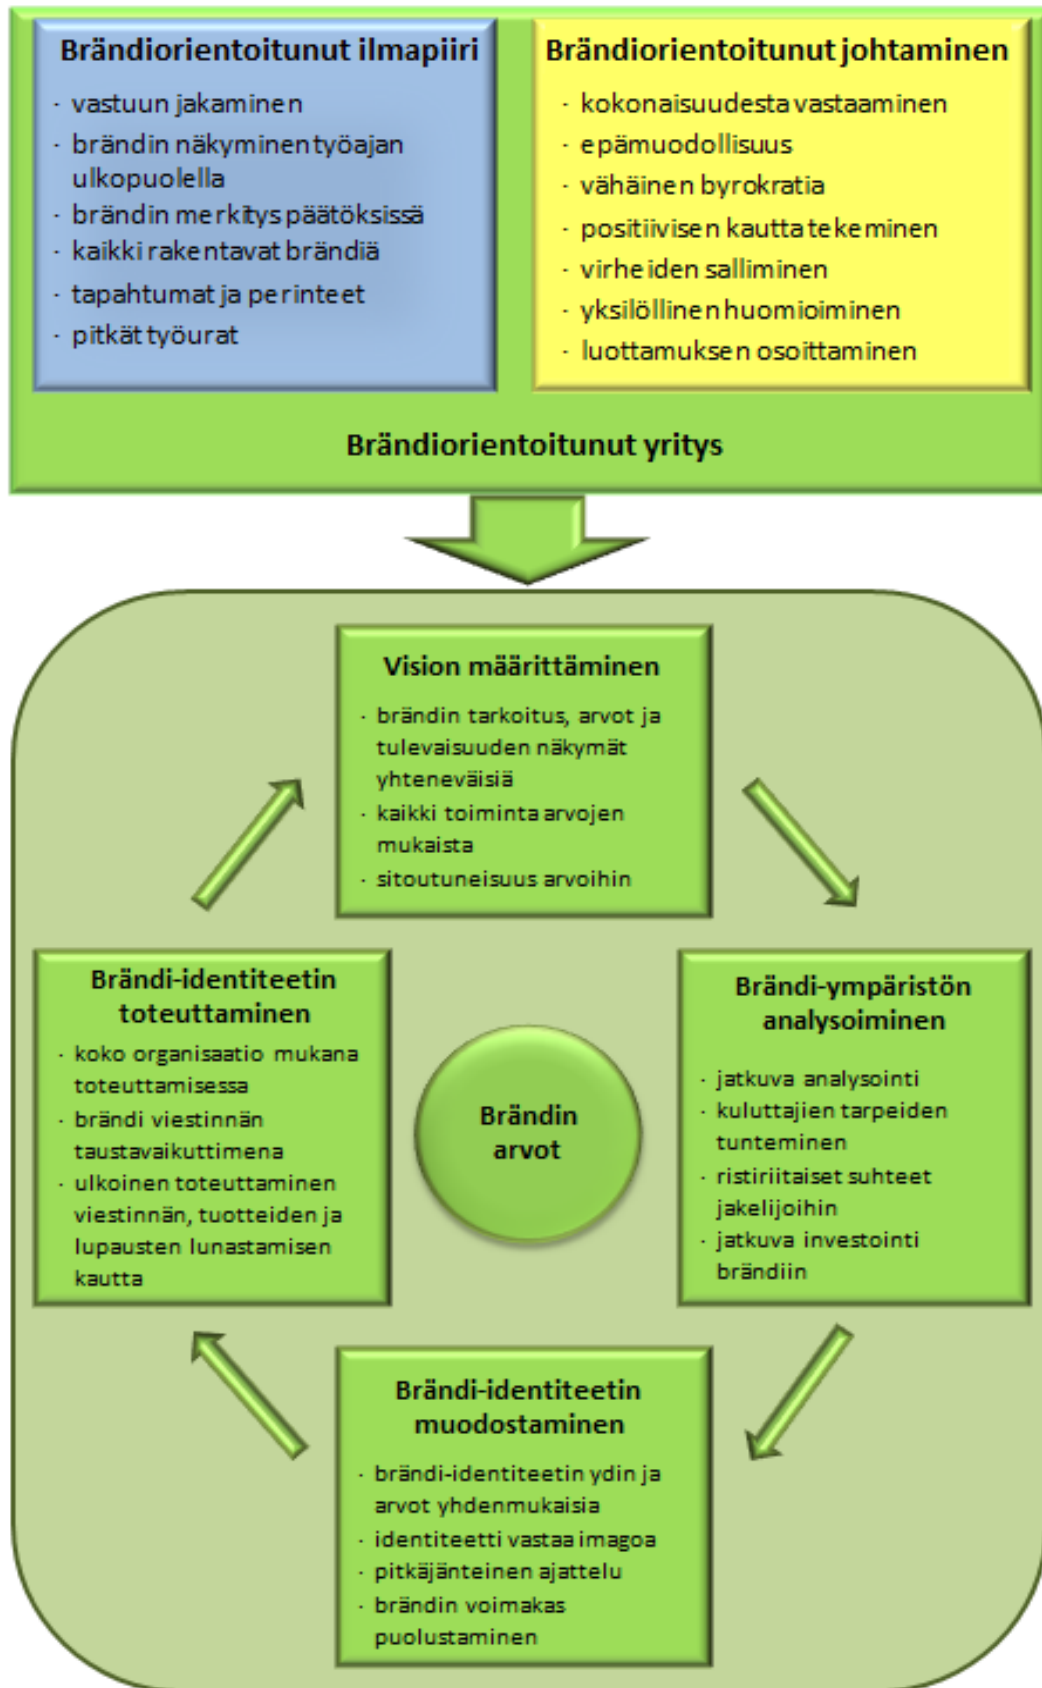 Brändiorientoitunut ilmapiiri
· vastuun jakaminen
· brändin näkyminen työajan
ulkopuolella
· brändin merkitys päätöksissä
· kaikki rakentavat brändiä
· tapahtumat ja perinteet
· pitkät työurat
Brändiorientoitunut johtaminen
· kokonaisuudesta vastaaminen
· epämuodollisuus
· vähäinen byrokratia
· positiivisen kautta tekeminen
· virheiden salliminen
· yksilöllinen huomioiminen
· luottamuksen osoittaminen
Brändiorientoitunut yritys
Vision määrittäminen
· brändin tarkoitus, arvot ja
tulevaisuuden näkymät
yhteneväisiä
· kaikki toiminta arvojen
mukaista
· sitoutuneisuus arvoihin
Brändi-identiteetin
toteuttaminen
· koko organisaatio mukana
toteuttamisessa
· brändi viestinnän
taustavaikuttimena
· ulkoinen toteuttaminen
viestinnän, tuotteiden ja
lupausten lunastamisen
kautta
Brändin
arvot
Brändi-ympäristön
analysoiminen
· jatkuva analysointi
· kuluttajien tarpeiden
tunteminen
· ristiriitaiset suhteet
jakelijoihin
· jatkuva investointi
brändiin
Brändi-identiteetin
muodostaminen
· brändi-identiteetin ydin ja
arvot yhdenmukaisia
· identiteetti vastaa imagoa
· pitkäjänteinen ajattelu
· brändin voimakas
puolustaminen